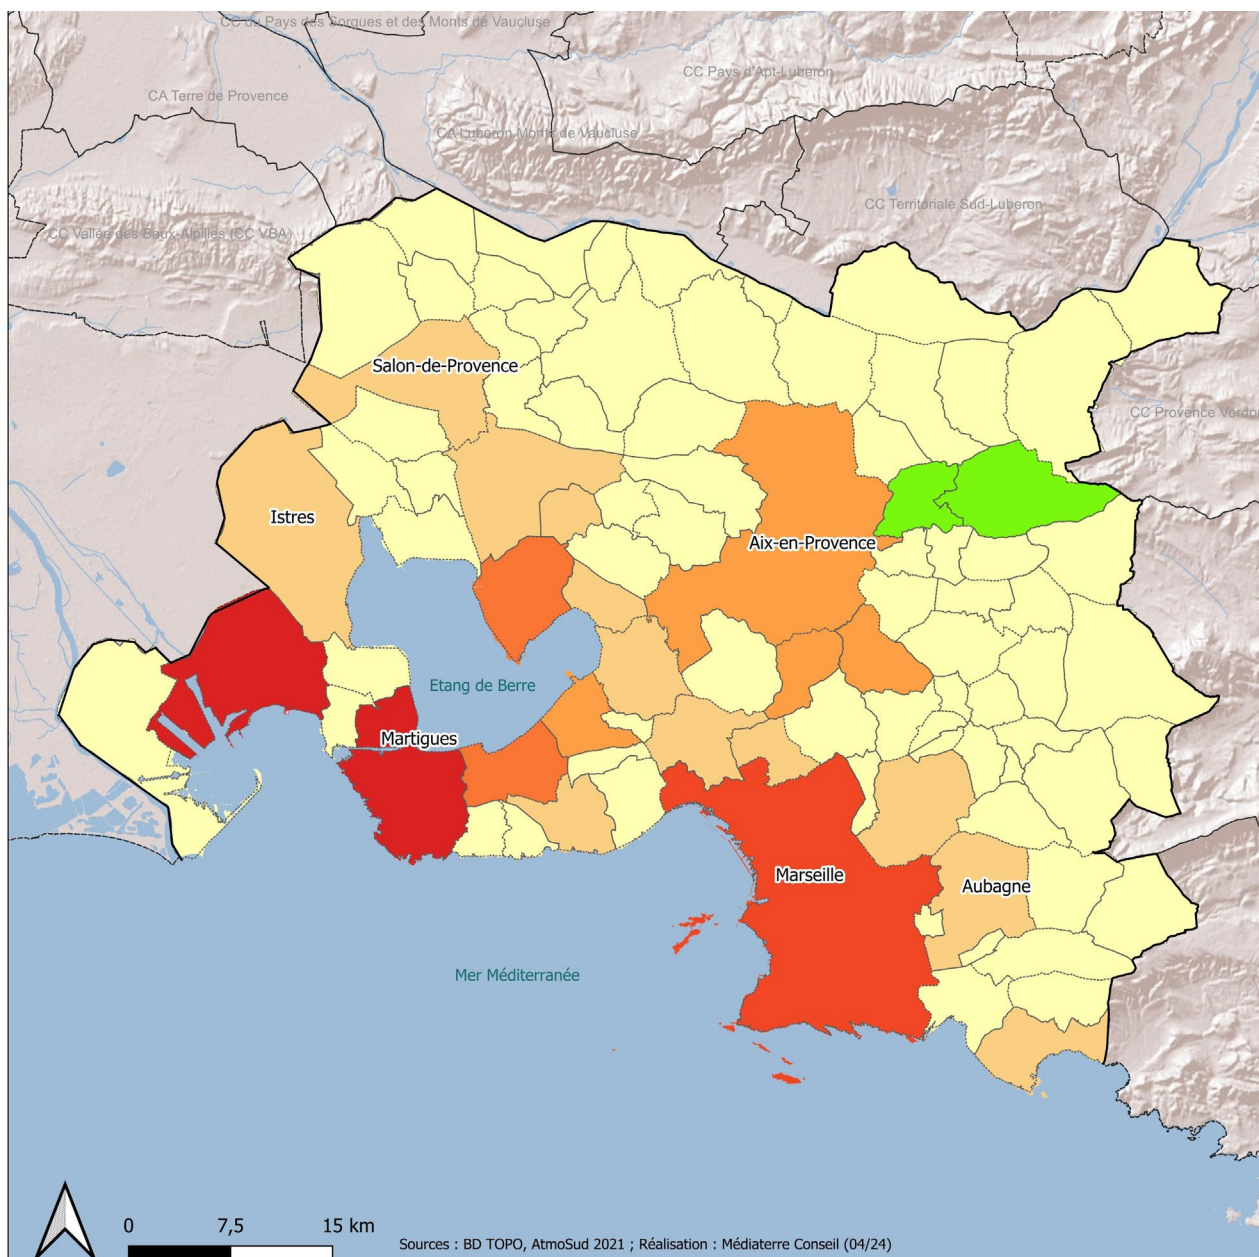 CC du Pays des Sorgues et des Monts de Vaucluse
CC Pays d'Apt-Luberon
CA Terre de Provence
CA Luberon Monts de Vaucluse
CC Territoriale Sud-Luberon
CC Vallée des Baux-Alpilles (CC VBA)
Salon-de-Provence
CC Provence Verdon
Istres
Aix-en-Provence
Etang de Berre
Martigues
Marseille
Aubagne
Mer Méditerranée
0 7,5 15 km
Sources : BD TOPO, AtmoSud 2021 ; Réalisation : Médiaterre Conseil (04/24)